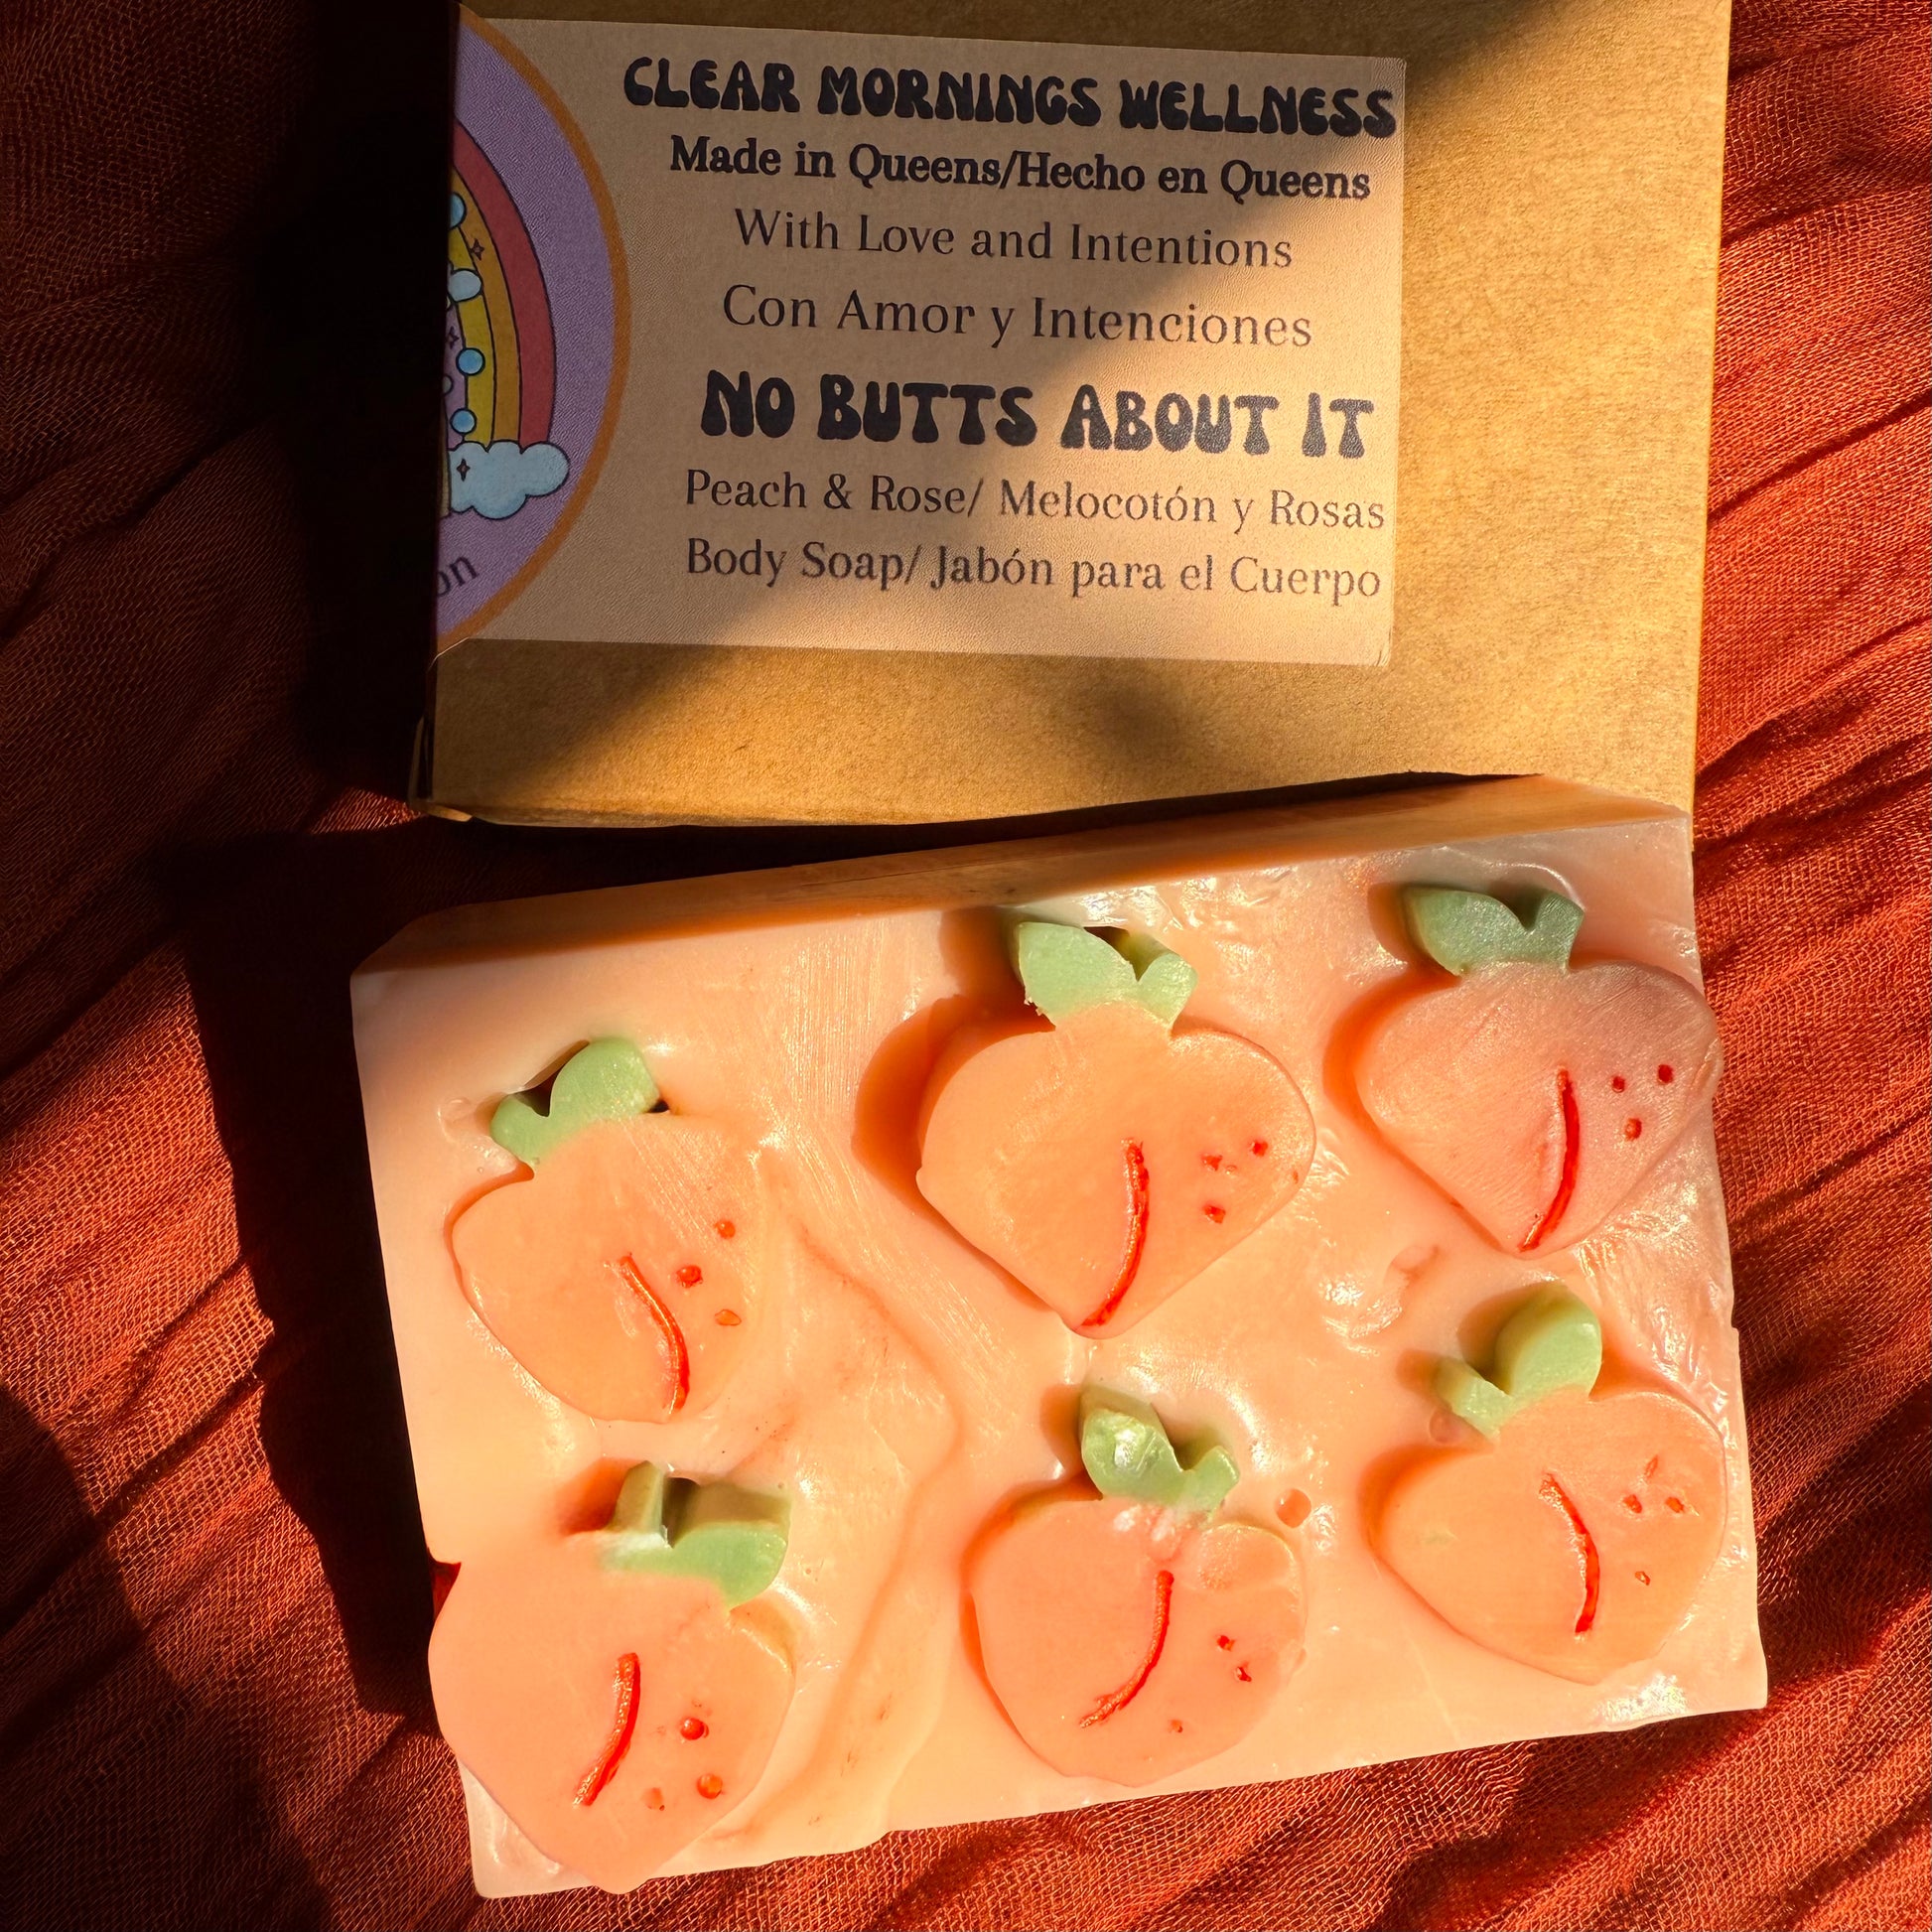 CLEAR MORNINGS WELLNESS
Made in Queens/Hecho en Queens
With Love and Intentions
Con Amor y Intenciones
NO BUTTS ABOUT IT
Peach & Rose/ Melocotón y Rosas
Body Soap/ Jabón para el Cuerpo